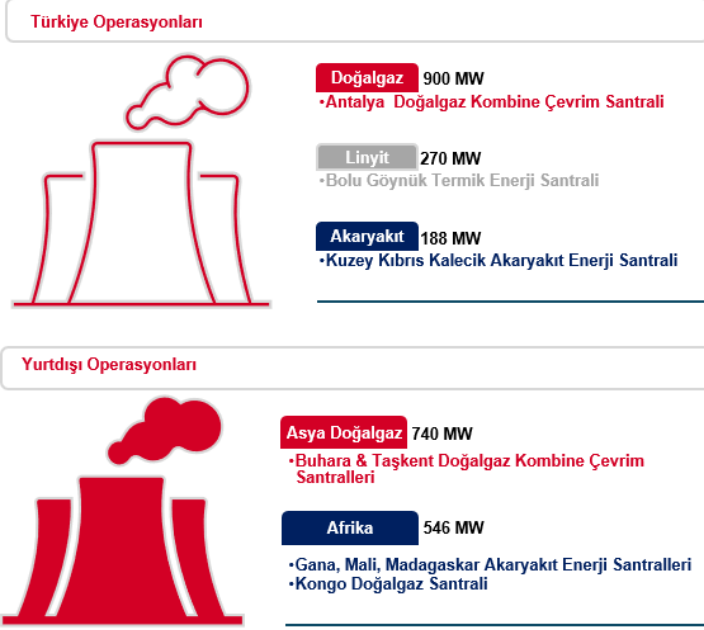 Türkiye Operasyonları
Doğalgaz 900 MW
•Antalya Doğalgaz Kombine Çevrim Santrali
Linyit 270 MW
•Bolu Göynük Termik Enerji Santrali
Akaryakıt 188 MW
•Kuzey Kıbrıs Kalecik Akaryakıt Enerji Santrali
Yurtdışı Operasyonları
Asya Doğalgaz 740 MW
•Buhara & Taşkent Doğalgaz Kombine Çevrim
Santralleri
Afrika 546 MW
•Gana, Mali, Madagaskar Akaryakıt Enerji Santralleri
•Kongo Doğalgaz Santrali